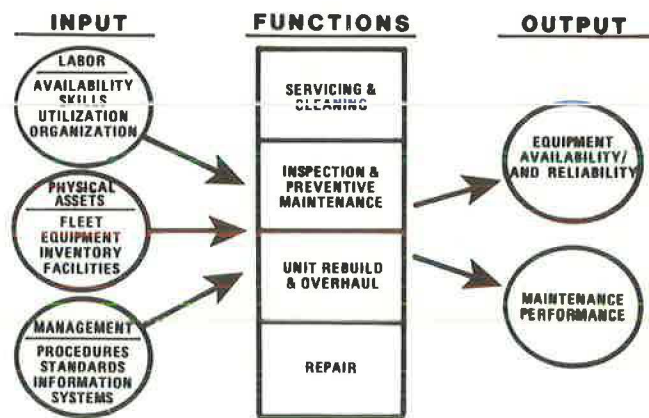 INPUT
LABOR
AVAILABILITY
SKILLS
UTILIZATION
ORGANIZATION
PHYSICAL
ASSETS
FLEET
EQUIPMENT
INVENTORY
FACILITIES
MANAGEMENT
PROCEDURES
STANDARDS
INFORMATION
SYSTEMS
FUNCTIONS
SERVICING &
CLEANING
INSPECTION &
PREVENTIVE
MAINTENANCE
UNIT REBUILD
& OVERHAUL
REPAIR
OUTPUT
EQUIPMENT
AVAILABILITY/
AND RELIABILITY
MAINTENANCE
PERFORMANCE